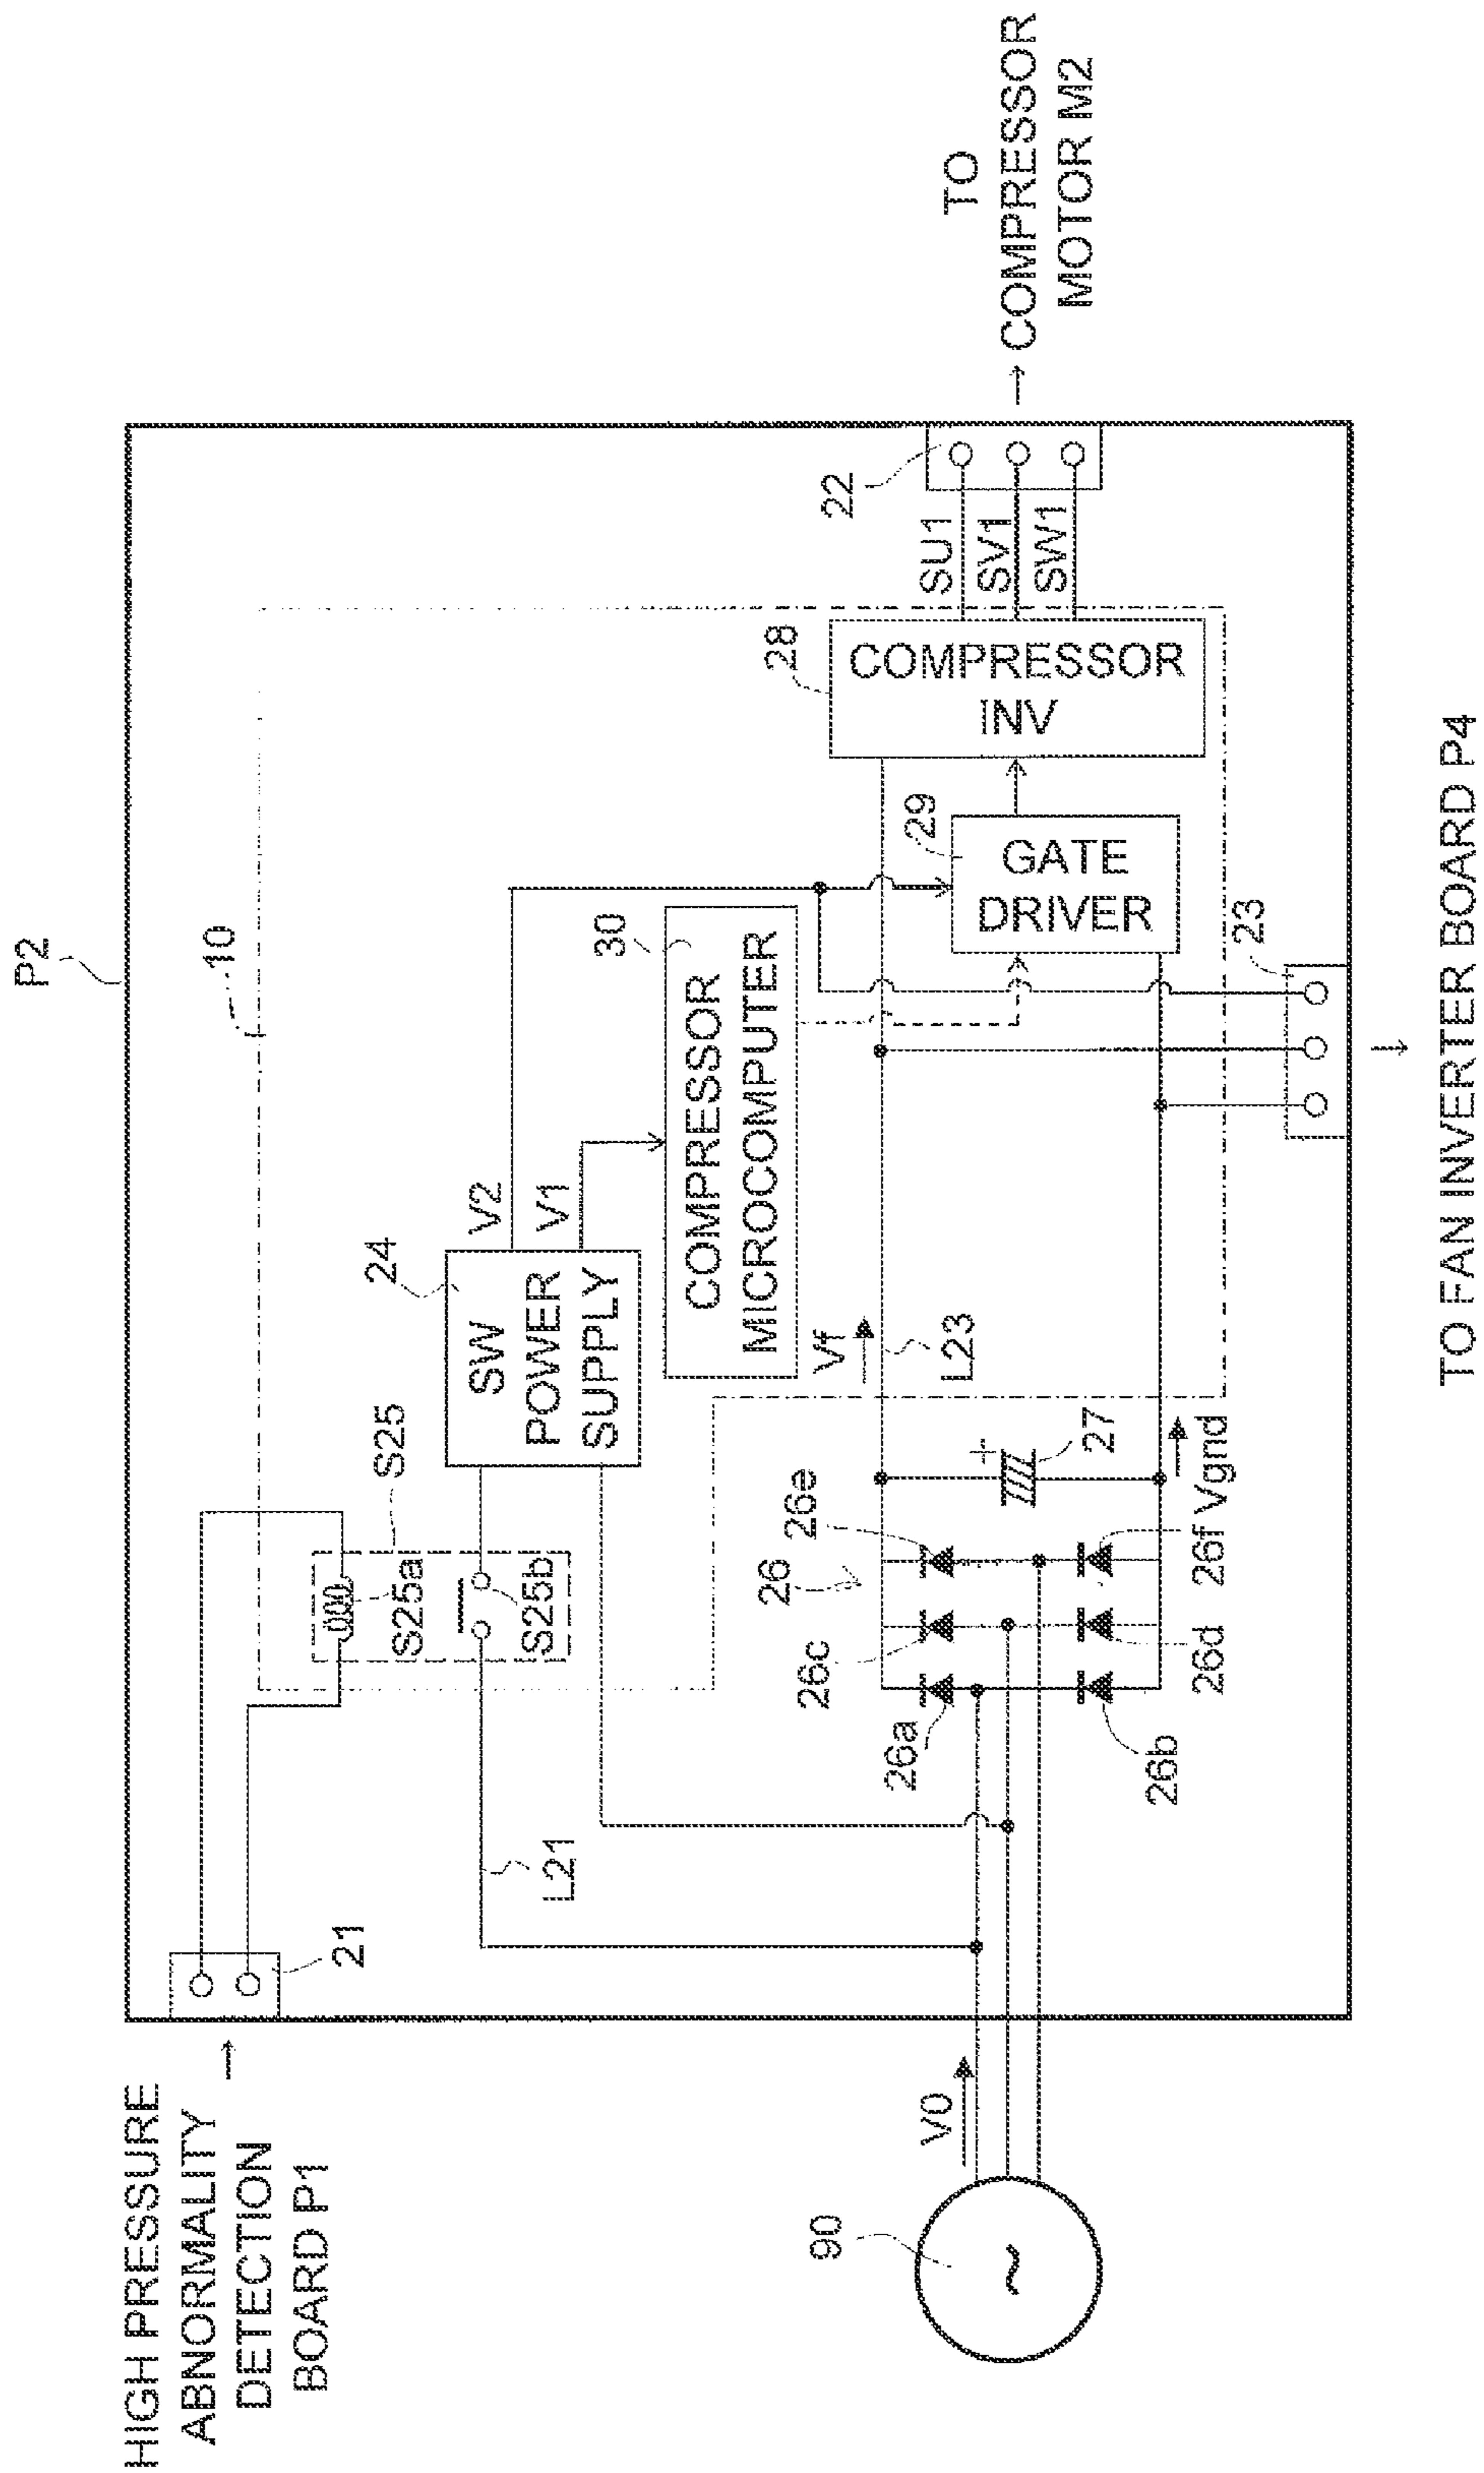 P2
10
HIGH PRESSURE
ABNORMALITY
DETECTION
BOARD P1
→
21
S25
S25a
S25b
L21
24
SW
POWER
SUPPLY
V2
V1
30
COMPRESSOR
MICROCOMPUTER
28
COMPRESSOR
INV
29
GATE
DRIVER
SU1
SV1
SW1
22
→
TO
COMPRESSOR
MOTOR M2
90
~
V0
26
26a
26b
26c
26d
26e
26f
Vgnd
+
27
Vf
L23
23
→
TO FAN INVERTER BOARD P4